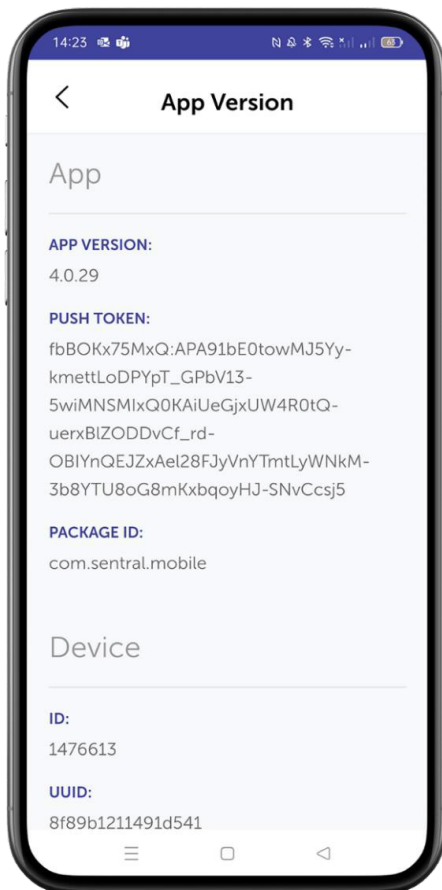 14:23
63
App Version
App
APP VERSION:
4.0.29
PUSH TOKEN:
fbBOKx75MxQ:APA91bE0towMJ5Yy-
kmettLoDPYpT_GPbV13-
5wiMNSMIxQ0KAiUeGjxUW4R0tQ-
uerxBlZODDvCf_rd-
OBIYnQEJZxAel28FJyVnYTmtLyWNkM-
3b8YTU8oG8mKxbqoyHJ-SNvCcsj5
PACKAGE ID:
com.sentral.mobile
Device
ID:
1476613
UUID:
8f89b1211491d541